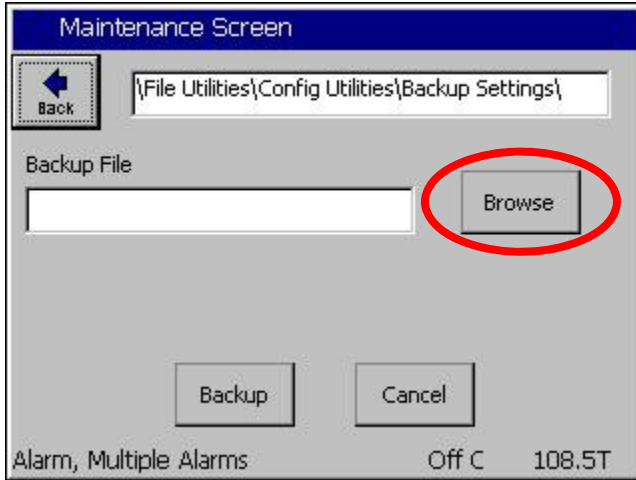 Maintenance Screen
Back
\File Utilities\Config Utilities\Backup Settings\
Backup File
Browse
Backup
Cancel
Alarm, Multiple Alarms Off C 108.5T